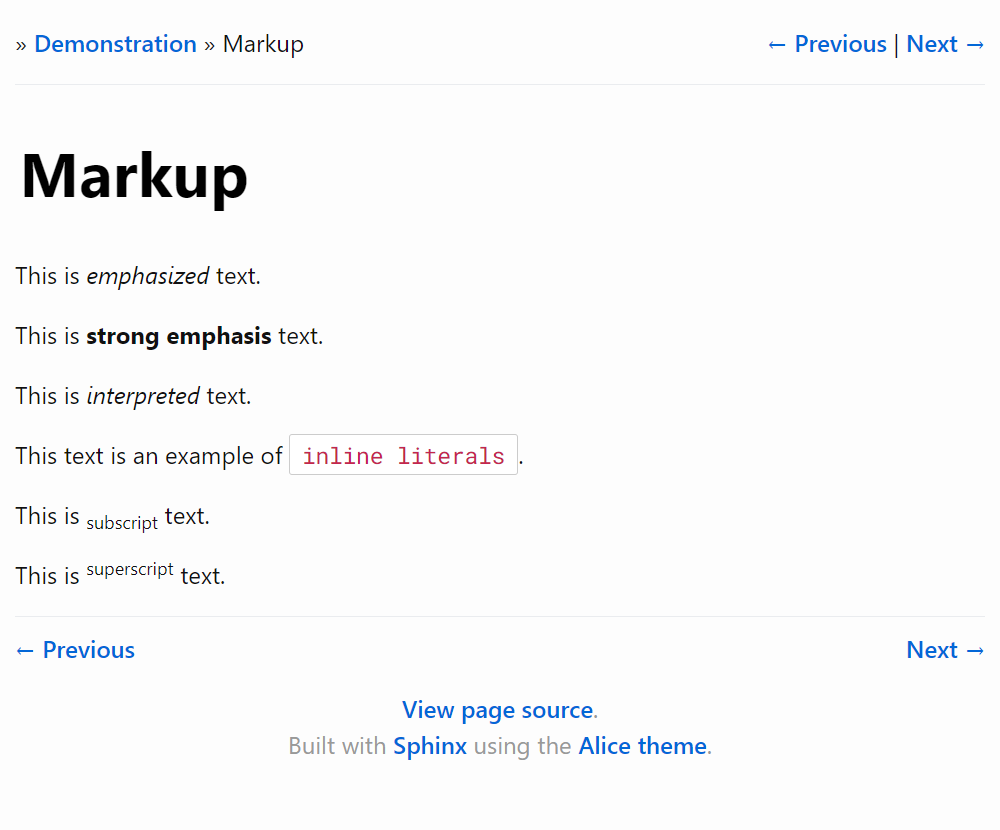 » Demonstration » Markup ← Previous | Next →
Markup
This is emphasized text.
This is strong emphasis text.
This is interpreted text.
This text is an example of inline literals.
This is subscript text.
This is superscript text.
← Previous Next →
View page source.
Built with Sphinx using the Alice theme.